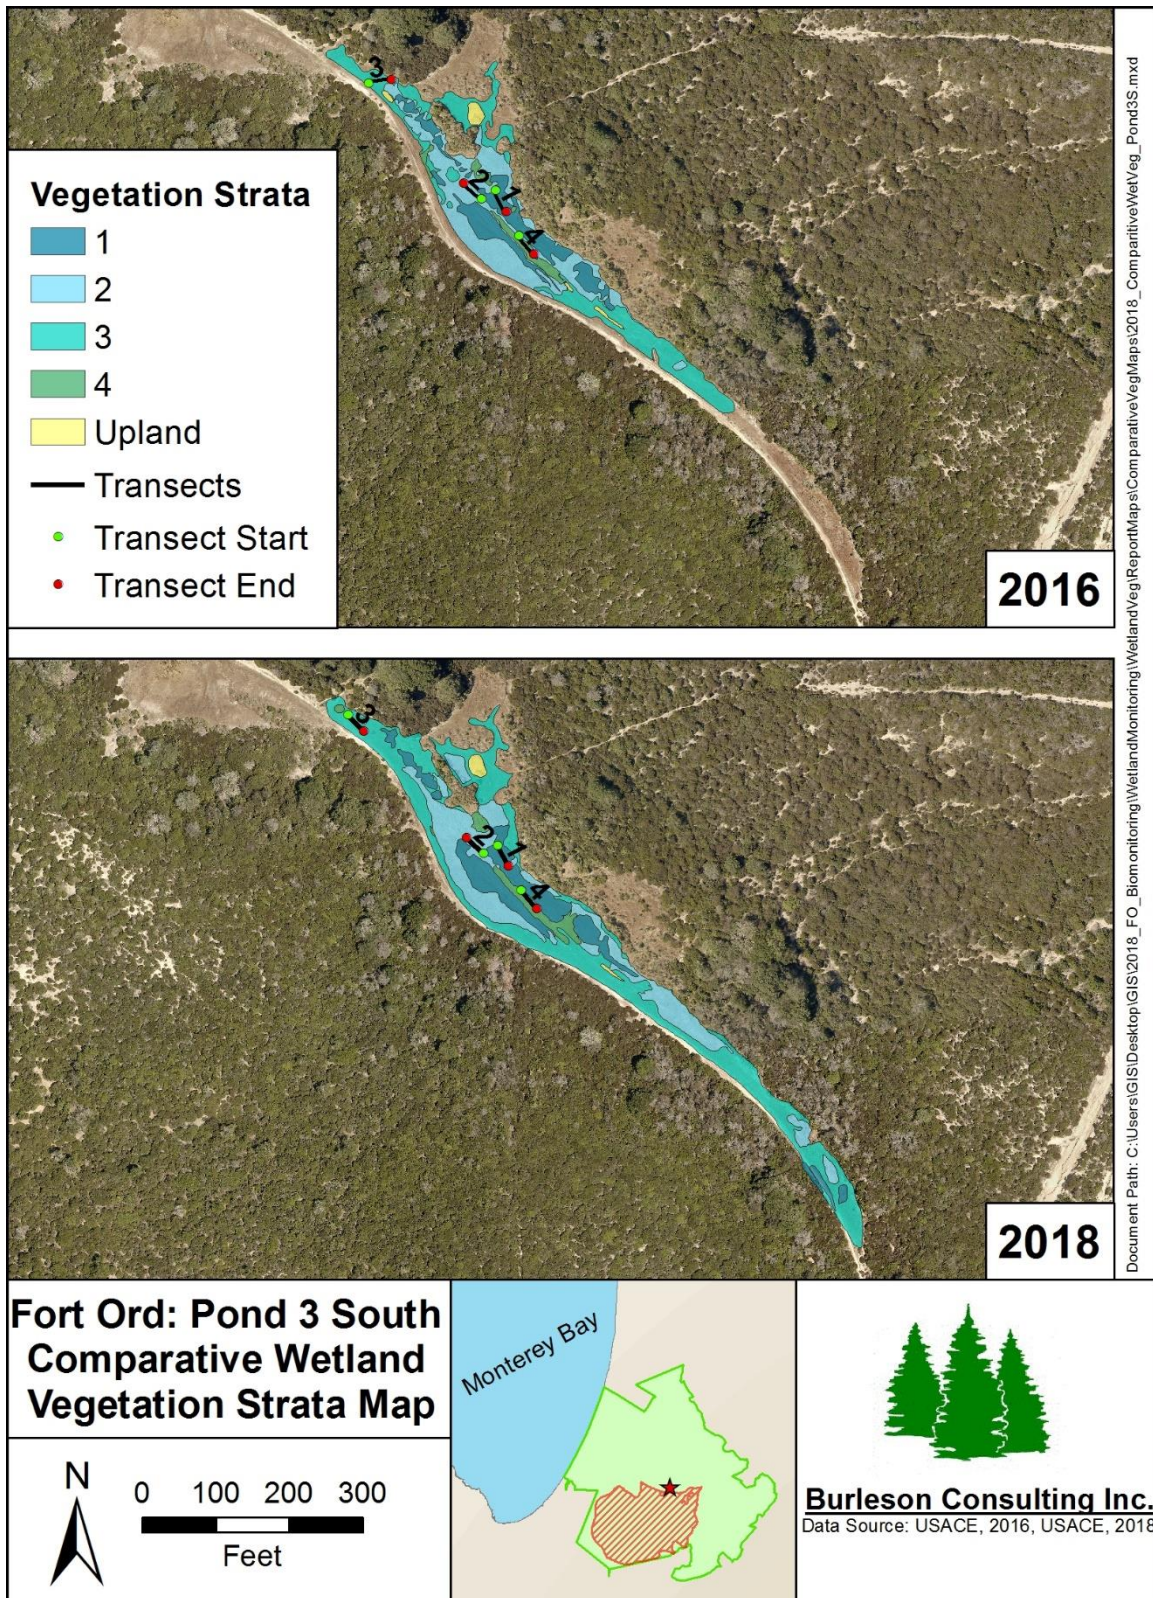 Vegetation Strata
1
2
3
4
Upland
Transects
Transect Start
Transect End
3
2
1
4
2016
3
2
1
4
2018
Document Path: C:\Users\GIS\Desktop\GIS\2018_FO_Biomonitoring\WetlandMonitoring\WetlandVeg\ReportMaps\ComparativeVegMaps\2018_ComparitiveWetVeg_Pond3S.mxd
Fort Ord: Pond 3 South
Comparative Wetland
Vegetation Strata Map
N
0 100 200 300
Feet
Monterey Bay
Burleson Consulting Inc.
Data Source: USACE, 2016, USACE, 2018